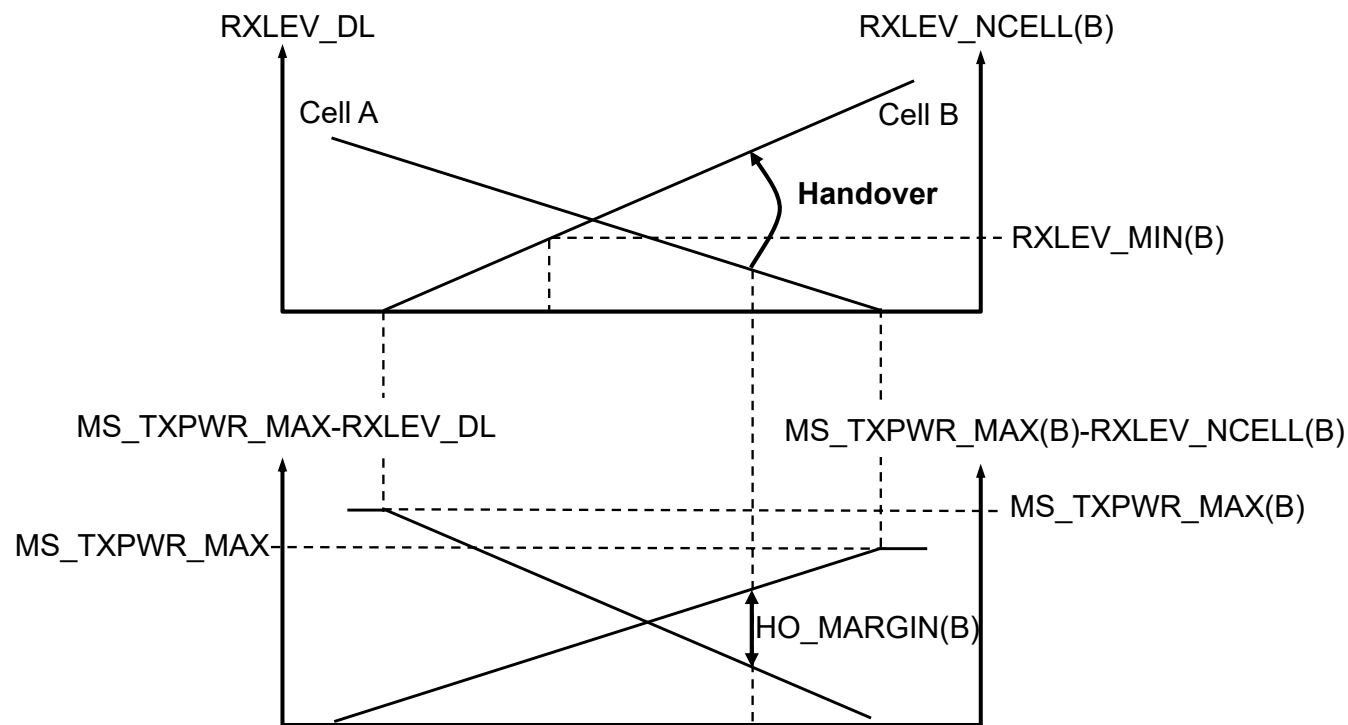 RXLEV_DL
RXLEV_NCELL(B)
Cell A
Cell B
Handover
RXLEV_MIN(B)
MS_TXPWR_MAX-RXLEV_DL
MS_TXPWR_MAX(B)-RXLEV_NCELL(B)
MS_TXPWR_MAX(B)
MS_TXPWR_MAX
HO_MARGIN(B)